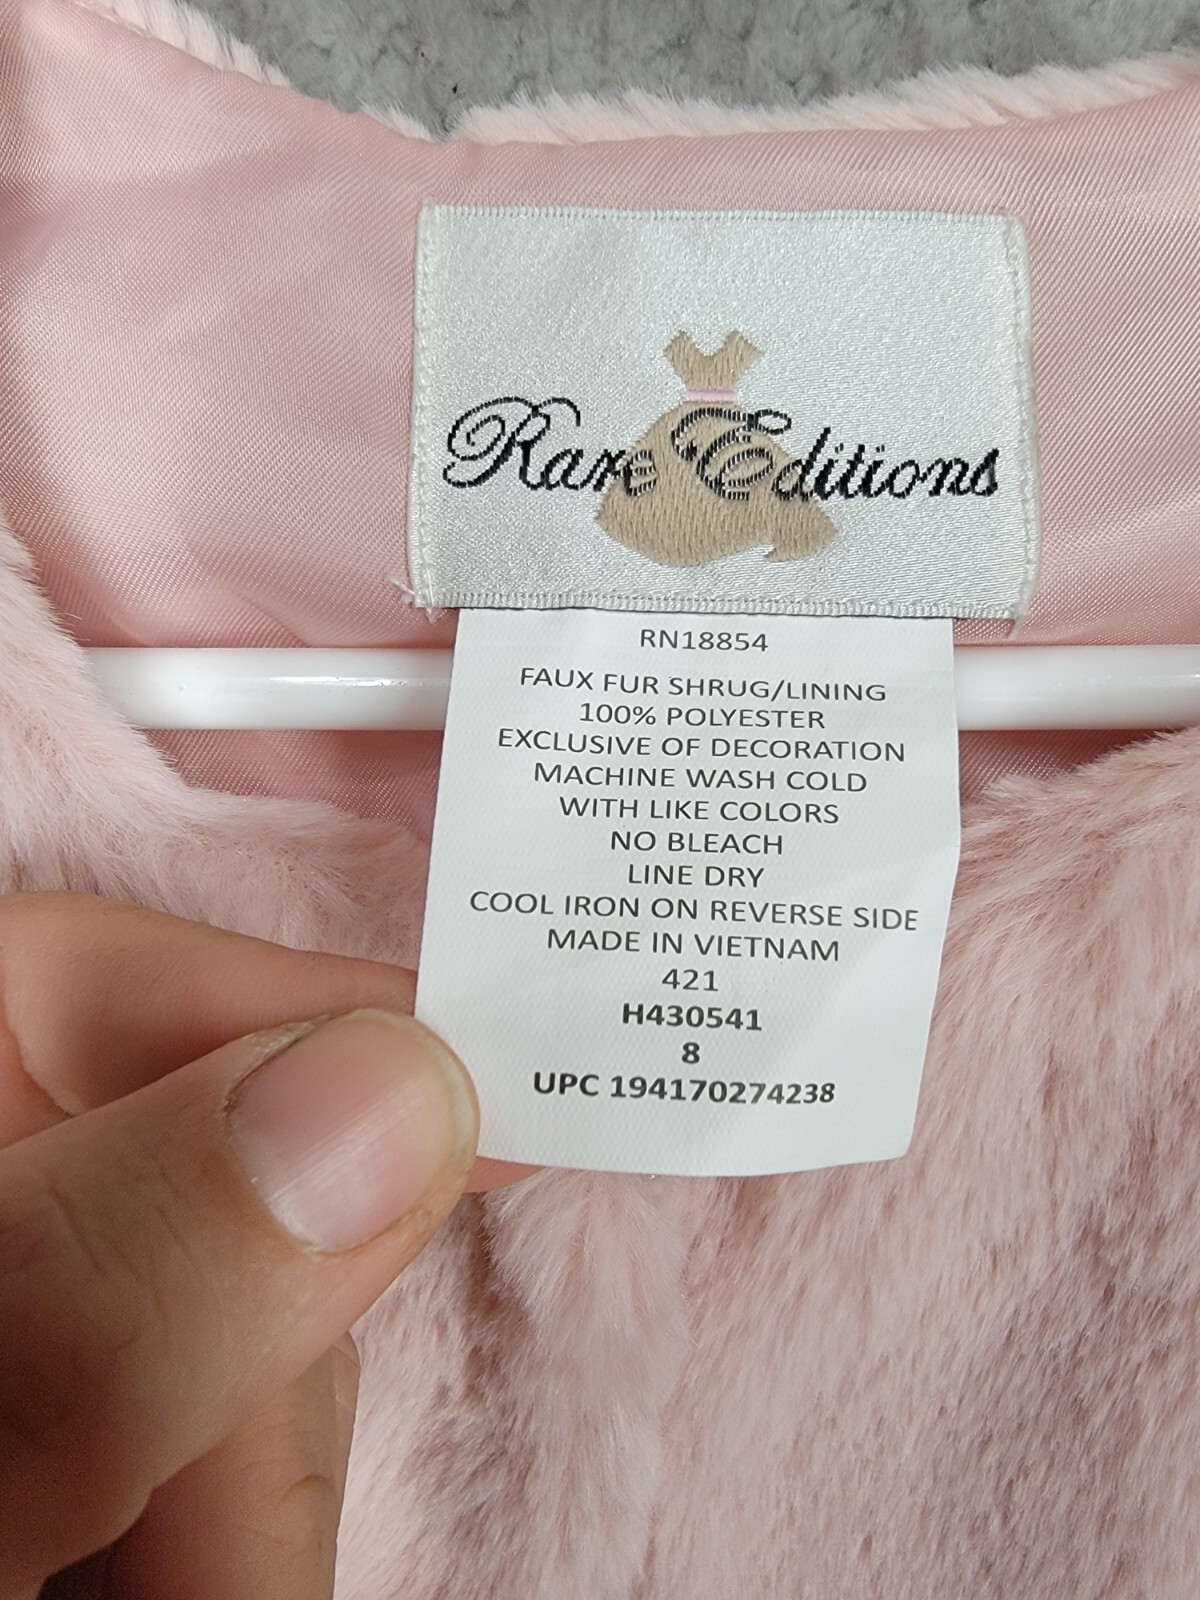 Rare Editions
RN18854
FAUX FUR SHRUG/LINING
100% POLYESTER
EXCLUSIVE OF DECORATION
MACHINE WASH COLD
WITH LIKE COLORS
NO BLEACH
LINE DRY
COOL IRON ON REVERSE SIDE
MADE IN VIETNAM
421
H430541
8
UPC 194170274238